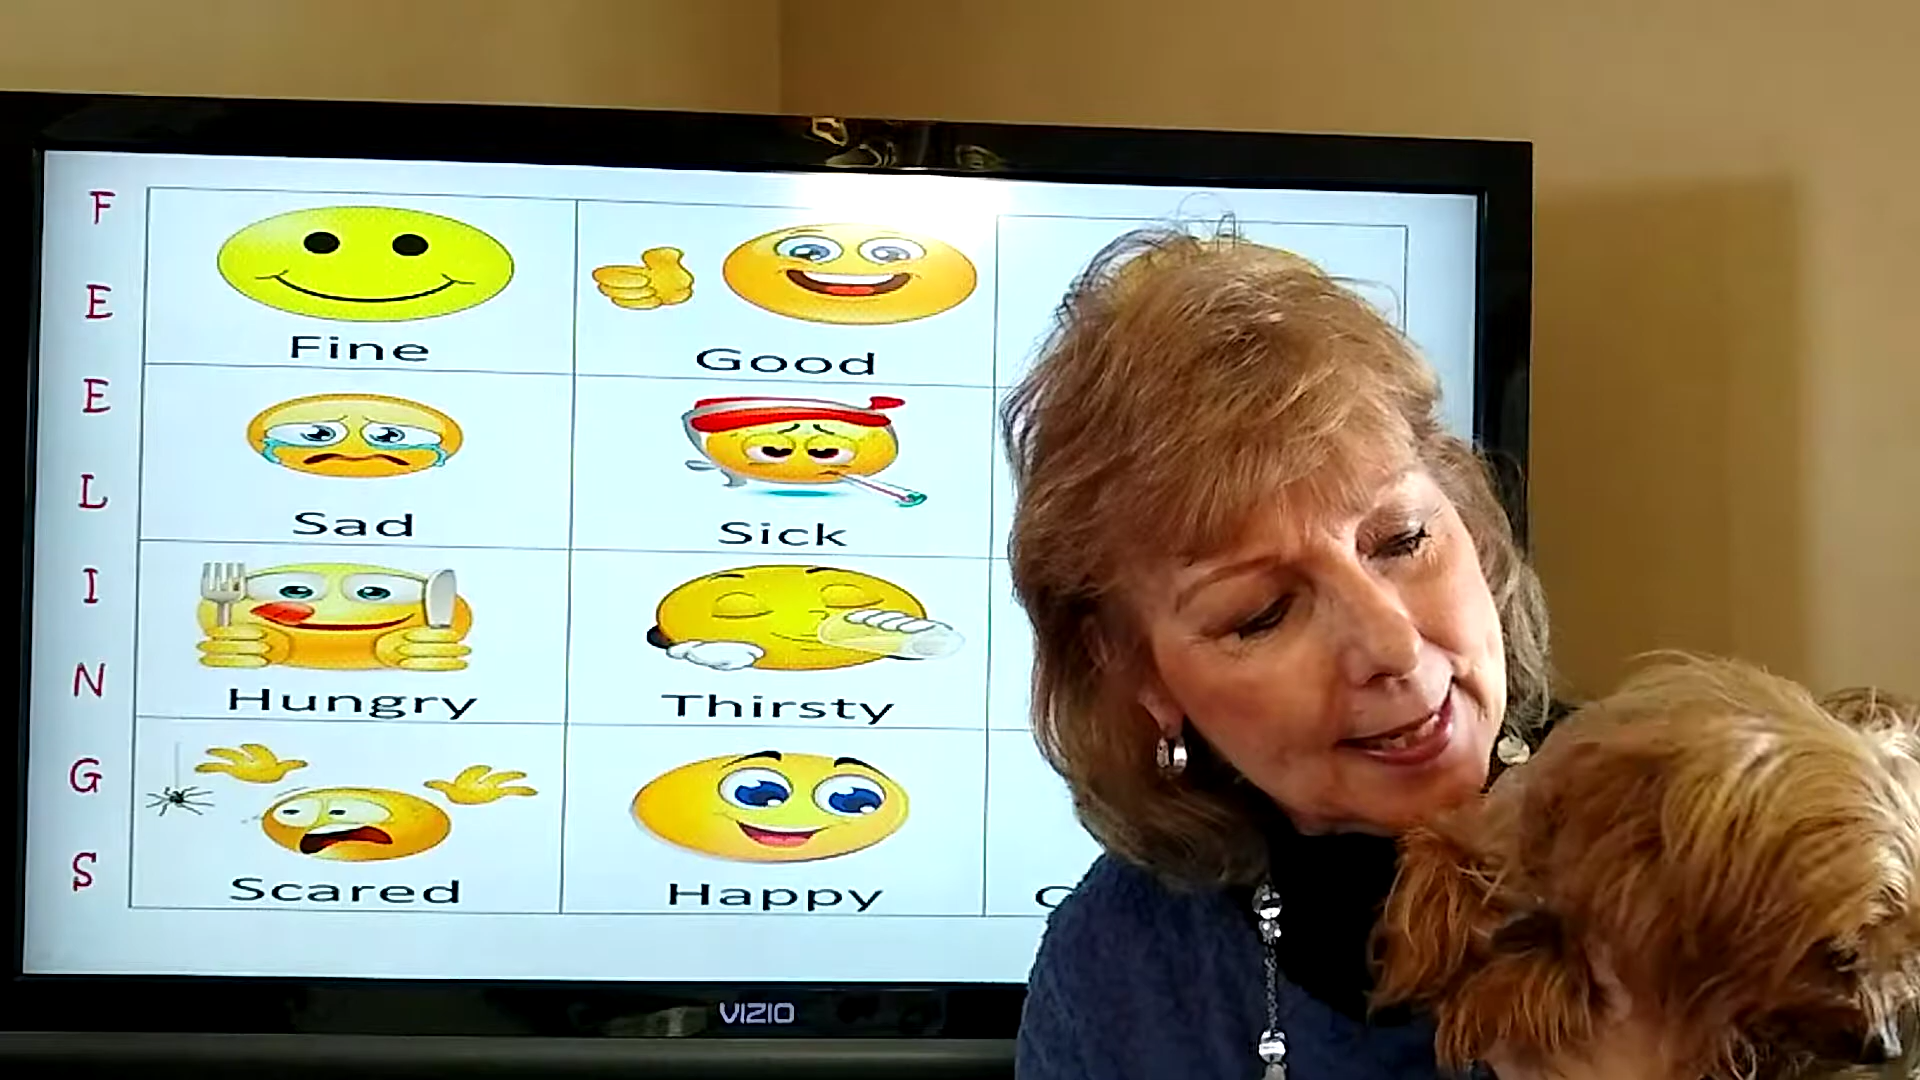 FEELINGS
Fine
Good
Sad
Sick
Hungry
Thirsty
Scared
Happy
VIZIO